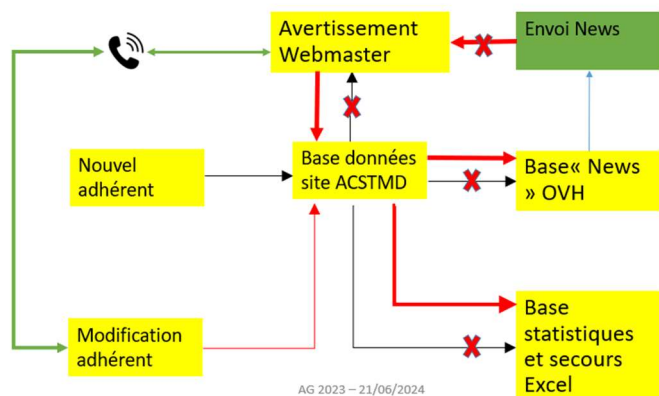 Avertissement
Webmaster
Envoi News
Nouvel
adhérent
Base données
site ACSTMD
Base« News
» OVH
Modification
adhérent
Base
statistiques
et secours
Excel
AG 2023 – 21/06/2024